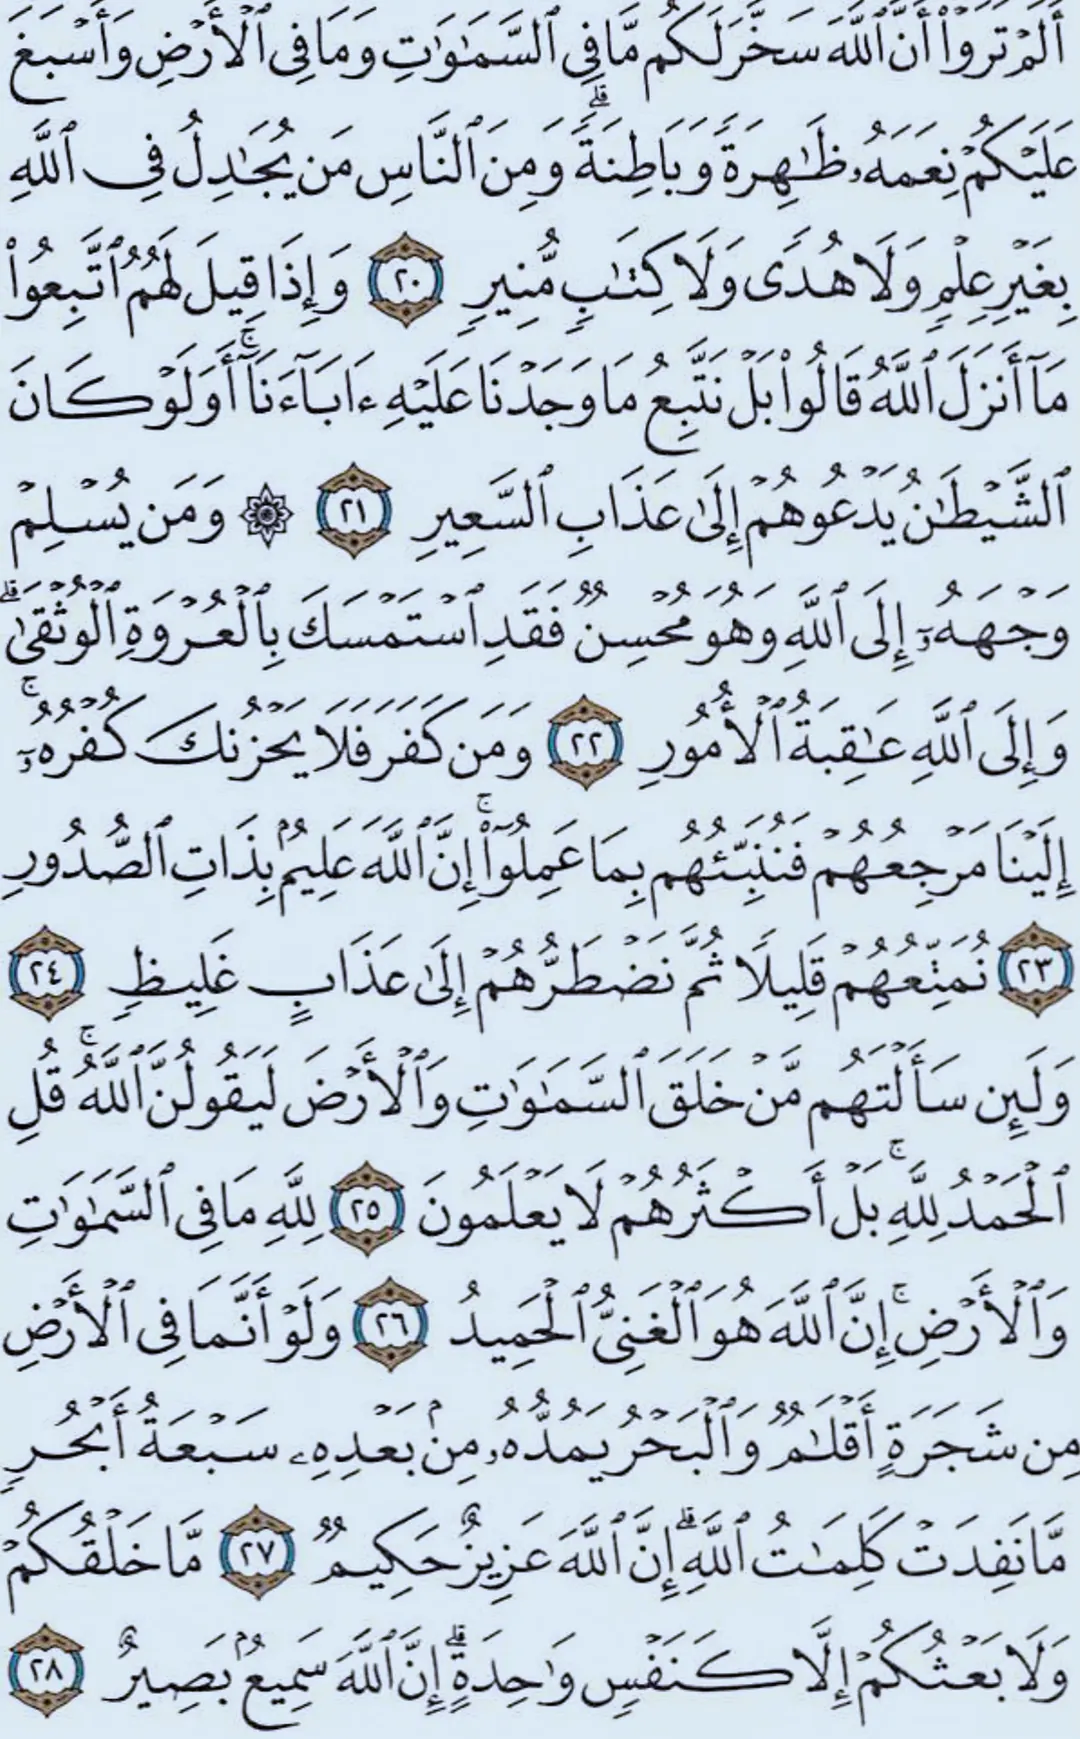 أَلَمْ تَرَوْا۟ أَنَّ ٱللَّهَ سَخَّرَ لَكُم مَّا فِى ٱلسَّمَـٰوَٰتِ وَمَا فِى ٱلْأَرْضِ وَأَسْبَغَ
عَلَيْكُمْ نِعَمَهُۥ ظَـٰهِرَةً وَبَاطِنَةً ۗ وَمِنَ ٱلنَّاسِ مَن يُجَـٰدِلُ فِى ٱللَّهِ
بِغَيْرِ عِلْمٍ وَلَا هُدًى وَلَا كِتَـٰبٍ مُّنِيرٍ ٢٠ وَإِذَا قِيلَ لَهُمُ ٱتَّبِعُوا۟
مَآ أَنزَلَ ٱللَّهُ قَالُوا۟ بَلْ نَتَّبِعُ مَا وَجَدْنَا عَلَيْهِ ءَابَآءَنَآ ۚ أَوَلَوْ كَانَ
ٱلشَّيْطَـٰنُ يَدْعُوهُمْ إِلَىٰ عَذَابِ ٱلسَّعِيرِ ٢١ ۞ وَمَن يُسْلِمْ
وَجْهَهُۥٓ إِلَى ٱللَّهِ وَهُوَ مُحْسِنٌ فَقَدِ ٱسْتَمْسَكَ بِٱلْعُرْوَةِ ٱلْوُثْقَىٰ ۗ
وَإِلَى ٱللَّهِ عَـٰقِبَةُ ٱلْأُمُورِ ٢٢ وَمَن كَفَرَ فَلَا يَحْزُنكَ كُفْرُهُۥٓ ۚ
إِلَيْنَا مَرْجِعُهُمْ فَنُنَبِّئُهُم بِمَا عَمِلُوٓا۟ ۚ إِنَّ ٱللَّهَ عَلِيمٌۢ بِذَاتِ ٱلصُّدُورِ
٢٣ نُمَتِّعُهُمْ قَلِيلًا ثُمَّ نَضْطَرُّهُمْ إِلَىٰ عَذَابٍ غَلِيظٍ ٢٤
وَلَئِن سَأَلْتَهُم مَّنْ خَلَقَ ٱلسَّمَـٰوَٰتِ وَٱلْأَرْضَ لَيَقُولُنَّ ٱللَّهُ ۚ قُلِ
ٱلْحَمْدُ لِلَّهِ ۚ بَلْ أَكْثَرُهُمْ لَا يَعْلَمُونَ ٢٥ لِلَّهِ مَا فِى ٱلسَّمَـٰوَٰتِ
وَٱلْأَرْضِ ۚ إِنَّ ٱللَّهَ هُوَ ٱلْغَنِىُّ ٱلْحَمِيدُ ٢٦ وَلَوْ أَنَّمَا فِى ٱلْأَرْضِ
مِن شَجَرَةٍ أَقْلَـٰمٌ وَٱلْبَحْرُ يَمُدُّهُۥ مِنۢ بَعْدِهِۦ سَبْعَةُ أَبْحُرٍ
مَّا نَفِدَتْ كَلِمَـٰتُ ٱللَّهِ ۗ إِنَّ ٱللَّهَ عَزِيزٌ حَكِيمٌ ٢٧ مَّا خَلْقُكُمْ
وَلَا بَعْثُكُمْ إِلَّا كَنَفْسٍ وَٰحِدَةٍ ۗ إِنَّ ٱللَّهَ سَمِيعٌۢ بَصِيرٌ ٢٨